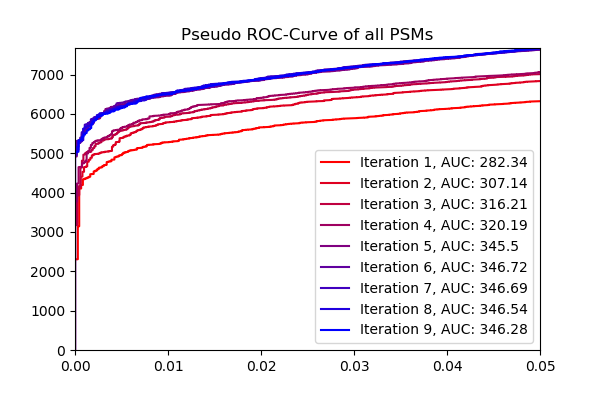 Pseudo ROC-Curve of all PSMs
7000
6000
5000
4000
3000
2000
1000
0
Iteration 1, AUC: 282.34
Iteration 2, AUC: 307.14
Iteration 3, AUC: 316.21
Iteration 4, AUC: 320.19
Iteration 5, AUC: 345.5
Iteration 6, AUC: 346.72
Iteration 7, AUC: 346.69
Iteration 8, AUC: 346.54
Iteration 9, AUC: 346.28
0.00 0.01 0.02 0.03 0.04 0.05